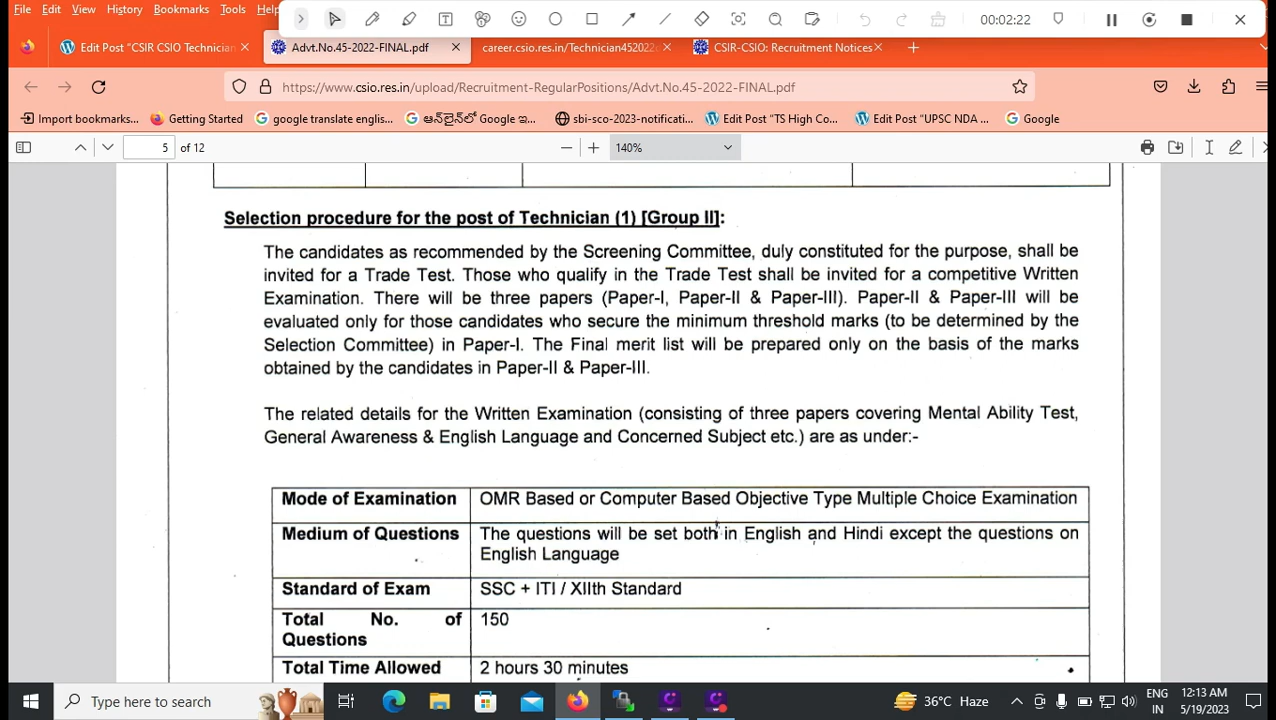 File Edit View History Bookmarks Tools He
00:02:22
Edit Post "CSIR CSIO Technician
Advt.No.45-2022-FINAL.pdf
career.csio.res.in/Technician452022
CSIR-CSIO: Recruitment Notices
https://www.csio.res.in/upload/Recruitment-RegularPositions/Advt.No.45-2022-FINAL.pdf
Import bookmarks...
Getting Started
google translate englis...
ఆన్‌లైన్‌లో Google ఇ...
sbi-sco-2023-notificati...
Edit Post "TS High Co...
Edit Post "UPSC NDA ...
Google
5 of 12
140%
Selection procedure for the post of Technician (1) [Group II]:
The candidates as recommended by the Screening Committee, duly constituted for the purpose, shall be
invited for a Trade Test. Those who qualify in the Trade Test shall be invited for a competitive Written
Examination. There will be three papers (Paper-I, Paper-II & Paper-III). Paper-II & Paper-III will be
evaluated only for those candidates who secure the minimum threshold marks (to be determined by the
Selection Committee) in Paper-I. The Final merit list will be prepared only on the basis of the marks
obtained by the candidates in Paper-II & Paper-III.
The related details for the Written Examination (consisting of three papers covering Mental Ability Test,
General Awareness & English Language and Concerned Subject etc.) are as under:-
Mode of Examination OMR Based or Computer Based Objective Type Multiple Choice Examination
Medium of Questions The questions will be set both in English and Hindi except the questions on
English Language
Standard of Exam SSC + ITI / XIIth Standard
Total No. of 150
Questions
Total Time Allowed 2 hours 30 minutes
Type here to search
36°C Haze
ENG
IN
12:13 AM
5/19/2023